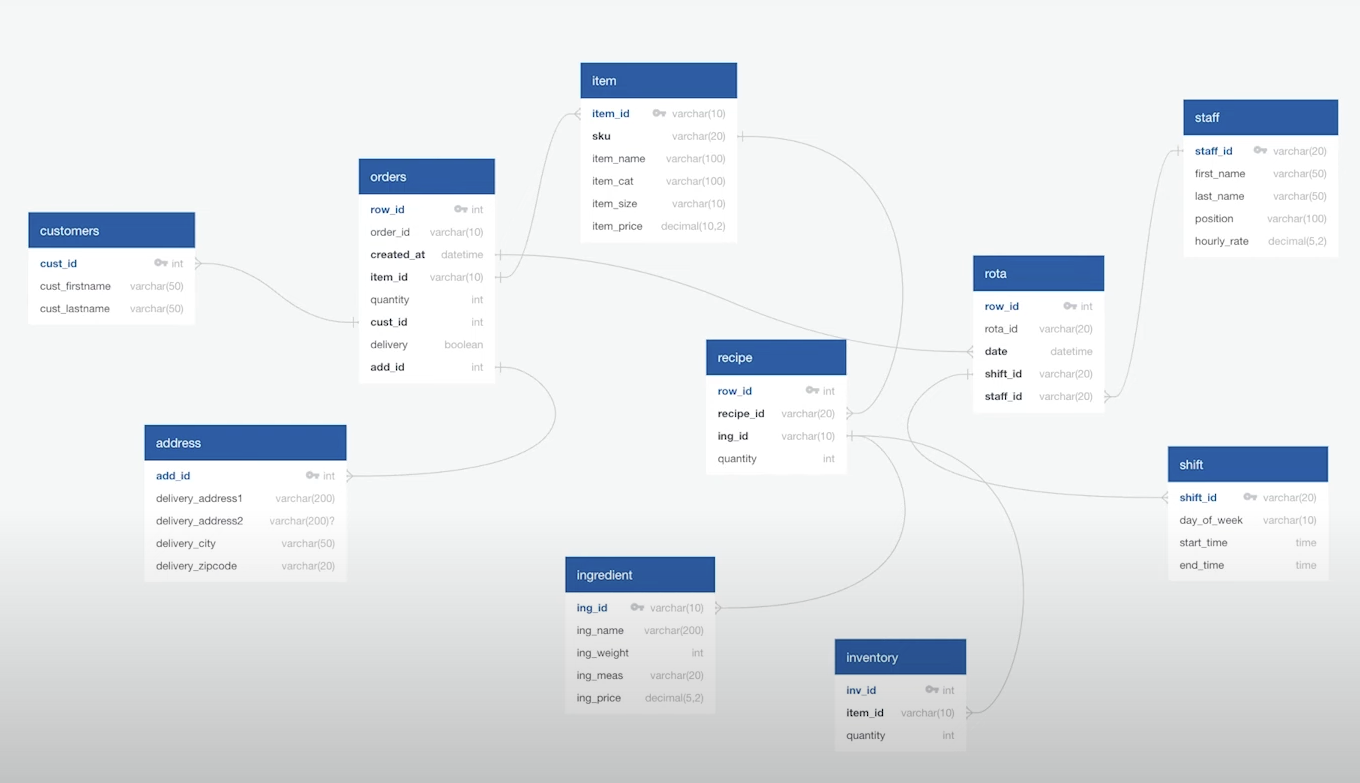 customers
cust_id int
cust_firstname varchar(50)
cust_lastname varchar(50)
orders
row_id int
order_id varchar(10)
created_at datetime
item_id varchar(10)
quantity int
cust_id int
delivery boolean
add_id int
address
add_id int
delivery_address1 varchar(200)
delivery_address2 varchar(200)?
delivery_city varchar(50)
delivery_zipcode varchar(20)
item
item_id varchar(10)
sku varchar(20)
item_name varchar(100)
item_cat varchar(100)
item_size varchar(10)
item_price decimal(10,2)
recipe
row_id int
recipe_id varchar(20)
ing_id varchar(10)
quantity int
ingredient
ing_id varchar(10)
ing_name varchar(200)
ing_weight int
ing_meas varchar(20)
ing_price decimal(5,2)
inventory
inv_id int
item_id varchar(10)
quantity int
rota
row_id int
rota_id varchar(20)
date datetime
shift_id varchar(20)
staff_id varchar(20)
staff
staff_id varchar(20)
first_name varchar(50)
last_name varchar(50)
position varchar(100)
hourly_rate decimal(5,2)
shift
shift_id varchar(20)
day_of_week varchar(10)
start_time time
end_time time